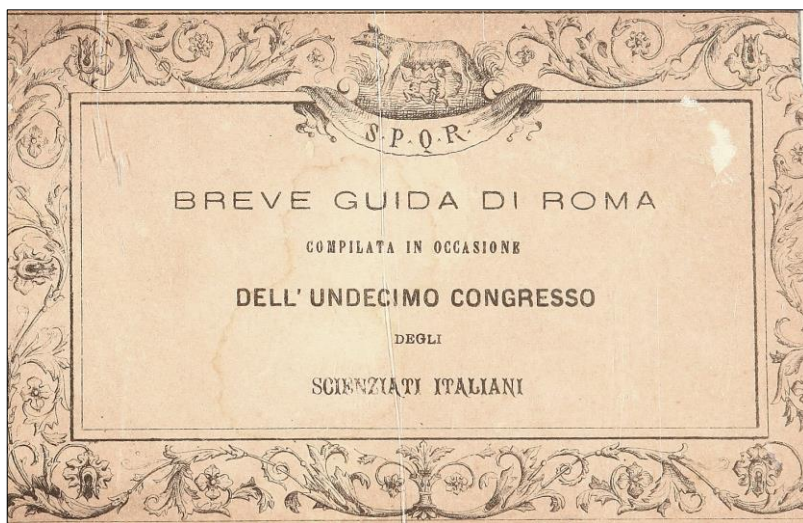 S·P·Q·R·
BREVE GUIDA DI ROMA
COMPILATA IN OCCASIONE
DELL' UNDECIMO CONGRESSO
DEGLI
SCIENZIATI ITALIANI